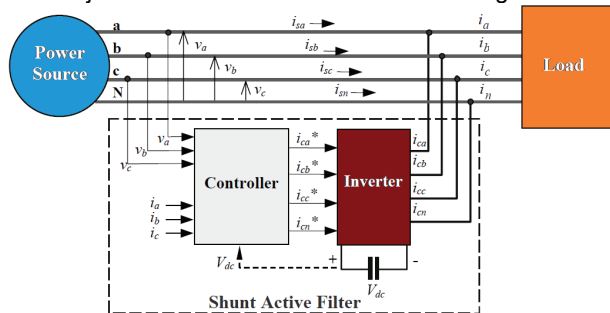 a i_sa i_a
Power Source
b v_a i_sb i_b
c v_b i_sc i_c
N v_c i_sn i_n
Load
v_a i_ca* i_ca
v_b i_cb* i_cb
v_c Controller Inverter
i_cc* i_cc
i_a i_cn* i_cn
i_b
i_c
V_dc + -
V_dc
Shunt Active Filter